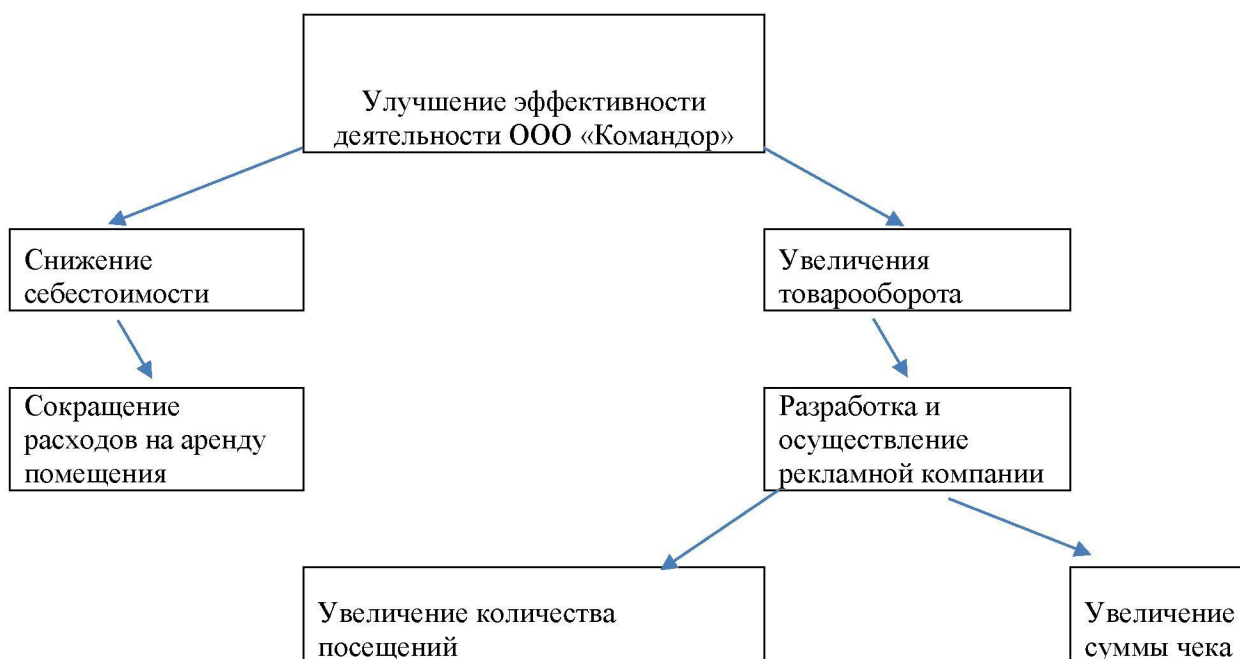 Улучшение эффективности
деятельности ООО «Командор»
Снижение
себестоимости
Увеличения
товарооборота
Сокращение
расходов на аренду
помещения
Разработка и
осуществление
рекламной компании
Увеличение количества
посещений
Увеличение
суммы чека